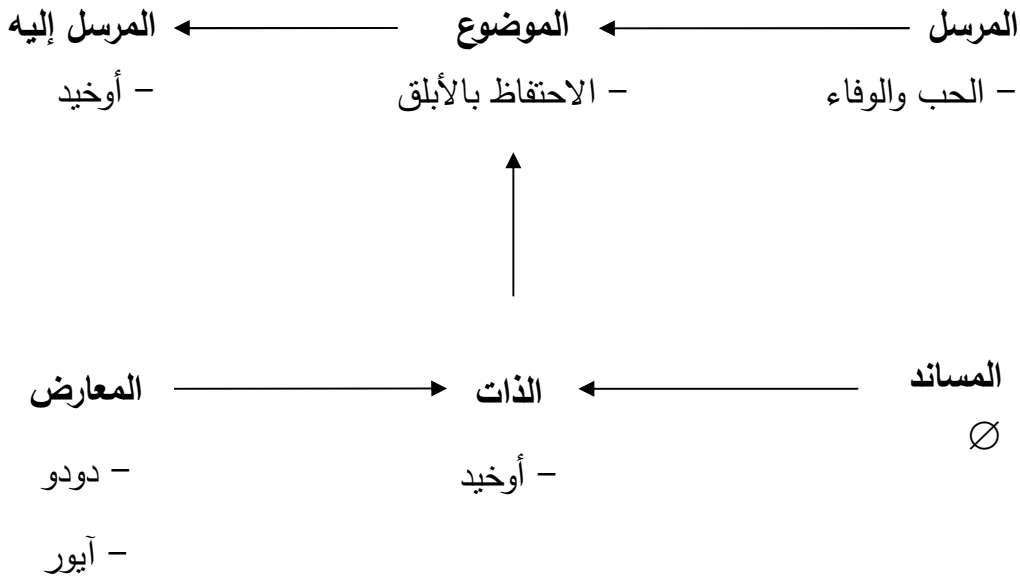 المرسل الموضوع المرسل إليه
– الحب والوفاء – الاحتفاظ بالأبلق – أوخيد
المساند الذات المعارض
∅ – أوخيد – دودو
– آيور